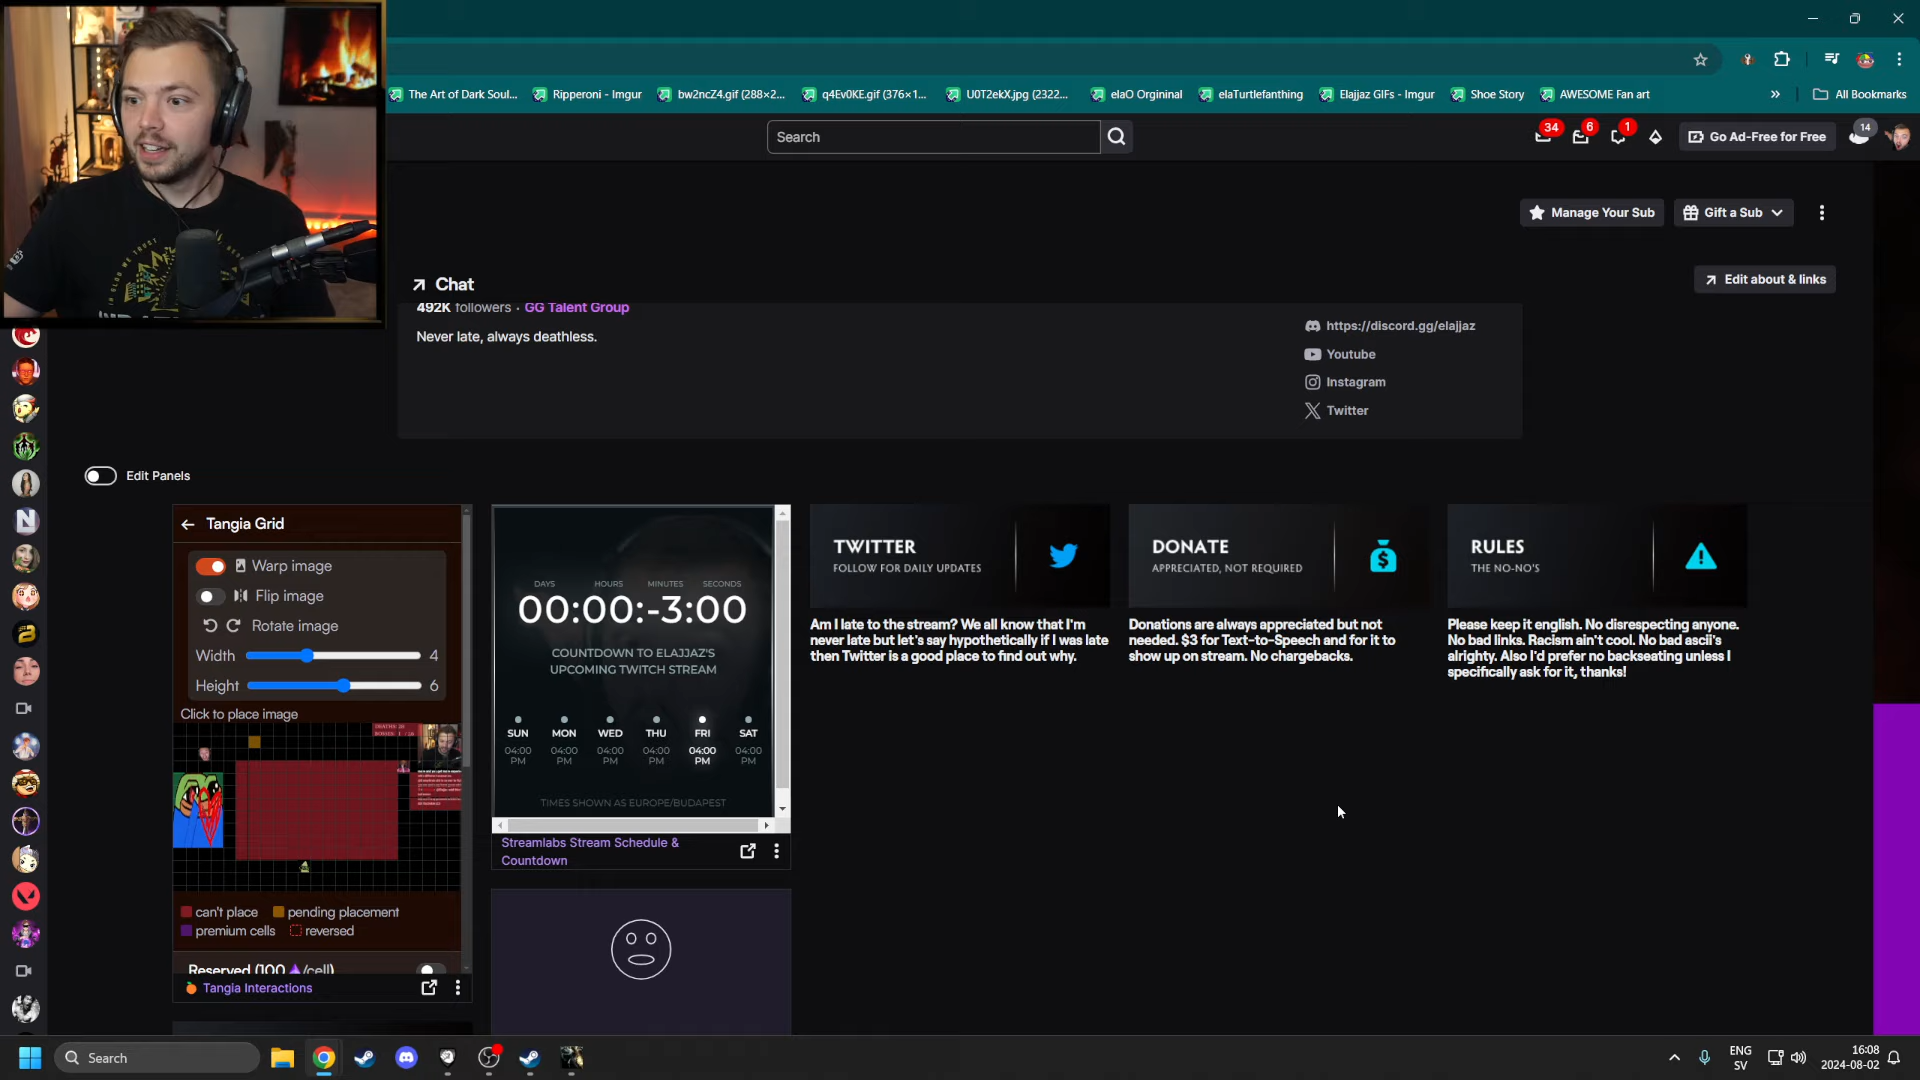 The Art of Dark Soul...
Ripperoni - Imgur
bw2ncZ4.gif (288×2...
q4Ev0KE.gif (376×1...
U0T2ekX.jpg (2322...
elaO Orgininal
elaTurtlefanthing
Elajjaz GIFs - Imgur
Shoe Story
AWESOME Fan art
»
All Bookmarks
Search
34
6
1
Go Ad-Free for Free
14
Manage Your Sub
Gift a Sub
Chat
Edit about & links
492K followers · GG Talent Group
Never late, always deathless.
https://discord.gg/elajjaz
Youtube
Instagram
Twitter
Edit Panels
Tangia Grid
Warp image
Flip image
Rotate image
Width 4
Height 6
Click to place image
can't place
pending placement
premium cells
reversed
Reserved (100 /cell)
Tangia Interactions
DAYS HOURS MINUTES SECONDS
00:00:-3:00
COUNTDOWN TO ELAJJAZ'S
UPCOMING TWITCH STREAM
SUN MON WED THU FRI SAT
04:00 04:00 04:00 04:00 04:00 04:00
PM PM PM PM PM PM
TIMES SHOWN AS EUROPE/BUDAPEST
Streamlabs Stream Schedule &
Countdown
TWITTER
FOLLOW FOR DAILY UPDATES
Am I late to the stream? We all know that I'm
never late but let's say hypothetically if I was late
then Twitter is a good place to find out why.
DONATE
APPRECIATED, NOT REQUIRED
Donations are always appreciated but not
needed. $3 for Text-to-Speech and for it to
show up on stream. No chargebacks.
RULES
THE NO-NO'S
Please keep it english. No disrespecting anyone.
No bad links. Racism ain't cool. No bad ascii's
alrighty. Also I'd prefer no backseating unless I
specifically ask for it, thanks!
Search
ENG
SV
16:08
2024-08-02